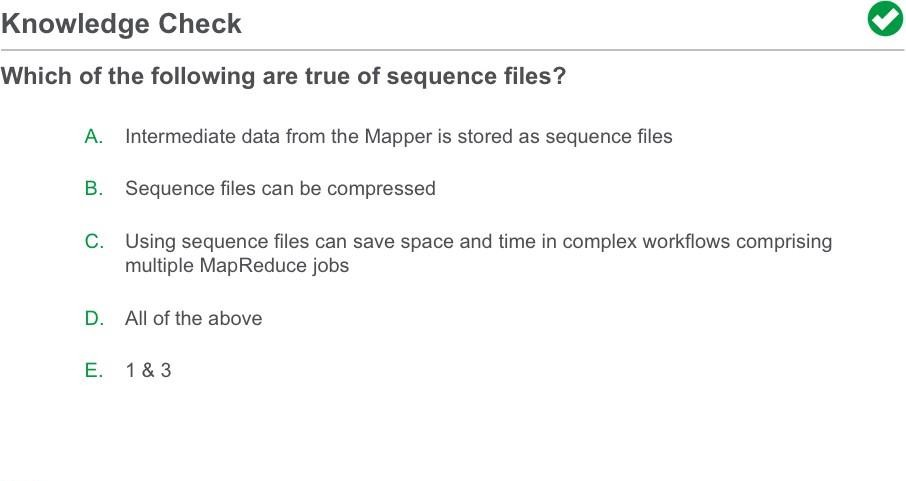 Knowledge Check
Which of the following are true of sequence files?
A. Intermediate data from the Mapper is stored as sequence files
B. Sequence files can be compressed
C. Using sequence files can save space and time in complex workflows comprising
multiple MapReduce jobs
D. All of the above
E. 1 & 3